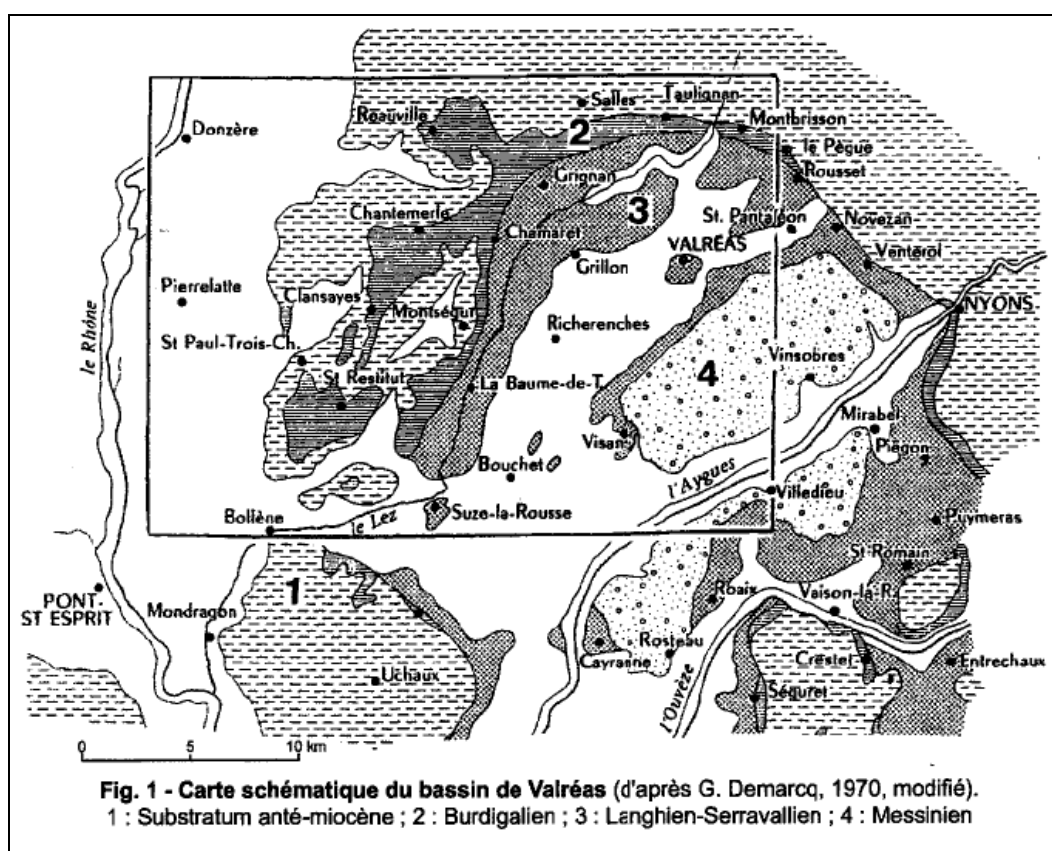 Réauville
Salles
Taulignan
Montbrisson
Donzère
2
le Pègue
Rousset
Grignan
3
Chantemerle
Chamaret
St. Pantaléon
Novezan
VALRÉAS
Grillon
Venterol
Pierrelatte
Clansayes
Montségur
NYONS
le Rhône
Richerenches
St Paul-Trois-Ch.
Vinsobres
4
St Restitut
La Baume-de-T.
Mirabel
Visan
Piégon
l'Aygues
Bouchet
Villedieu
Suze-la-Rousse
Puymeras
Bollène
le Lez
St Romain
1
PONT-
ST ESPRIT
Roaix
Vaison-la-R.
Mondragon
Rosteau
Cayranne
Crestet
Entrechaux
Uchaux
l'Ouvèze
Séguret
0 5 10 km
Fig. 1 - Carte schématique du bassin de Valréas (d'après G. Demarcq, 1970, modifié).
1 : Substratum anté-miocène ; 2 : Burdigalien ; 3 : Langhien-Serravallien ; 4 : Messinien